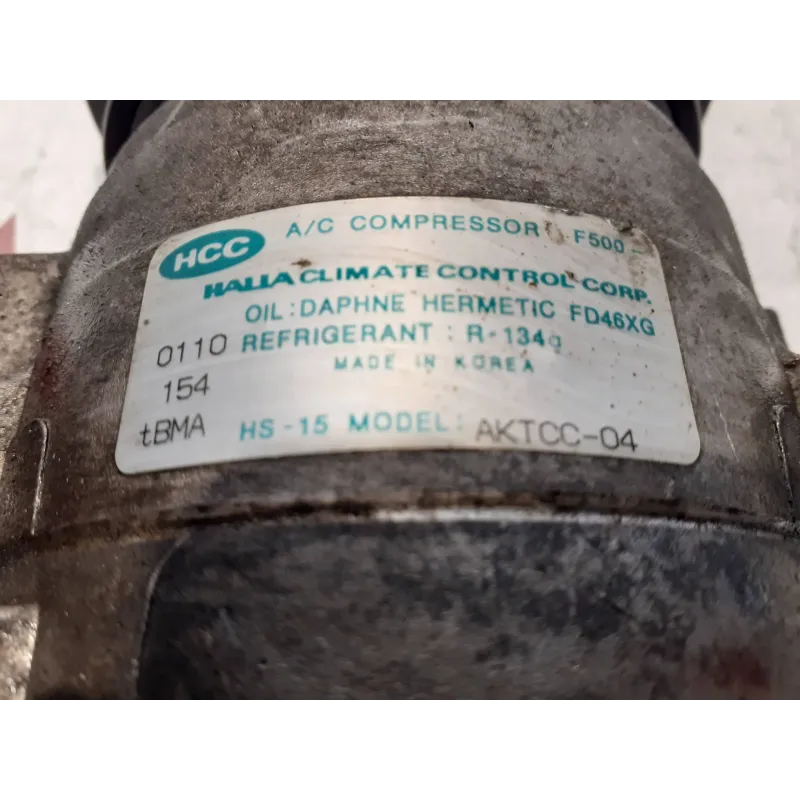 HCC A/C COMPRESSOR F500
HALLA CLIMATE CONTROL CORP.
OIL: DAPHNE HERMETIC FD46XG
0110 REFRIGERANT : R-134a
MADE IN KOREA
154
tBMA HS-15 MODEL: AKTCC-04